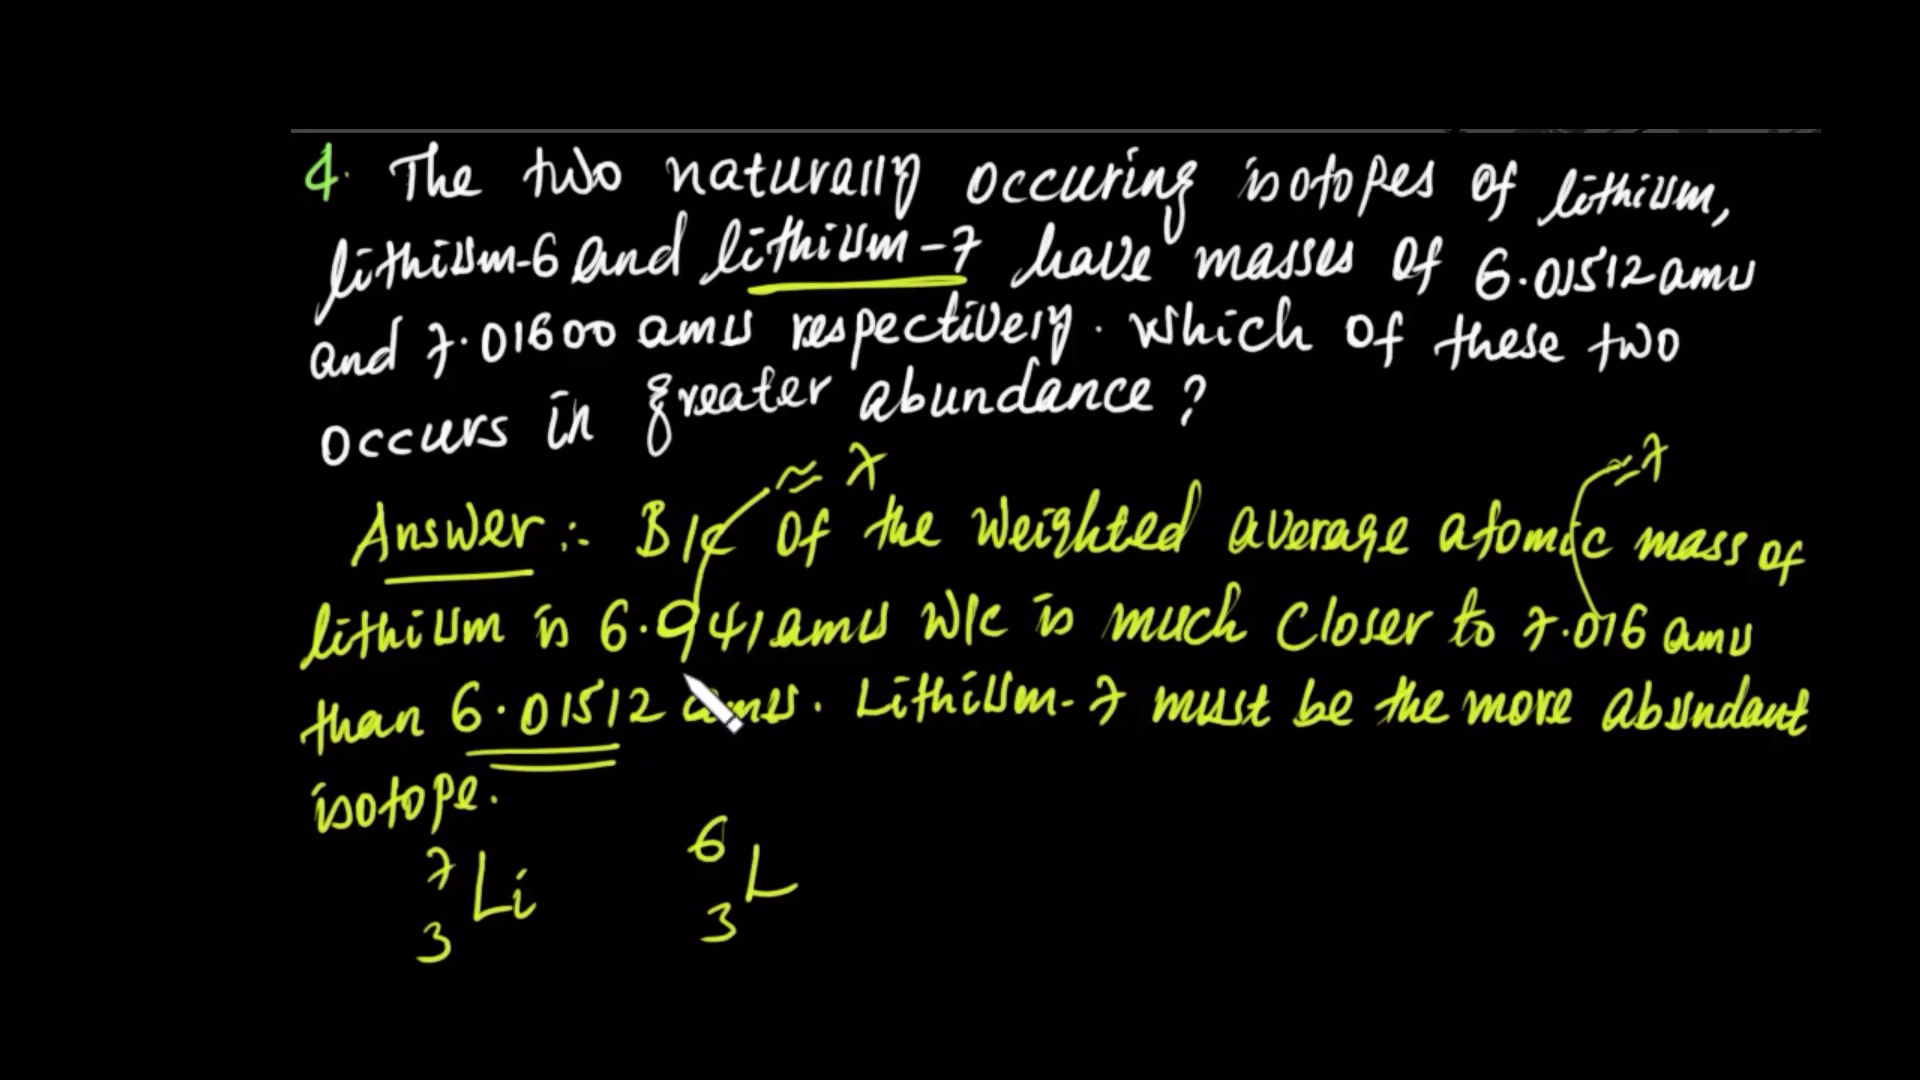 4. The two naturally occuring isotopes of lithium,
lithium-6 and lithium-7 have masses of 6.01512 amu
and 7.01600 amu respectively. Which of these two
occurs in greater abundance?
≈ 7
≈7
Answer:- B/c of the weighted average atomic mass of
lithium is 6.941 amu w/c is much closer to 7.016 amu
than 6.01512 amu. Lithium-7 must be the more abundant
isotope.
7 3 Li 6 3 L